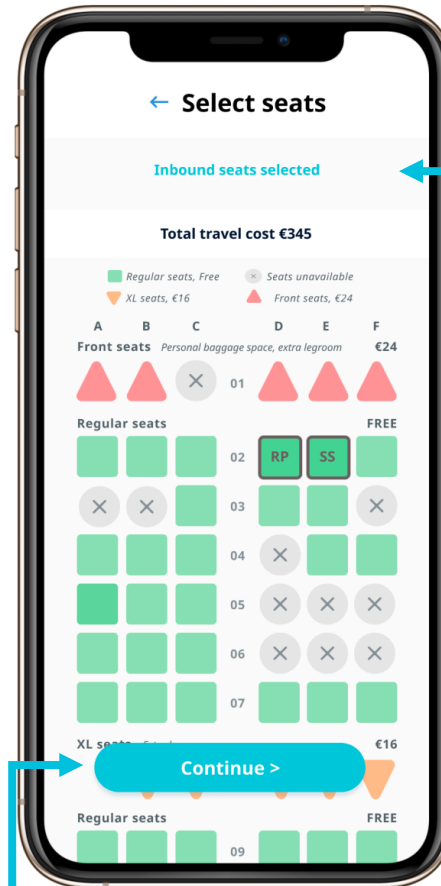 ← Select seats
Inbound seats selected
Total travel cost €345
Regular seats, Free Seats unavailable
XL seats, €16 Front seats, €24
A B C D E F
Front seats Personal baggage space, extra legroom €24
01
Regular seats FREE
02 RP SS
03
04
05
06
07
XL seats €16
Continue >
Regular seats FREE
09